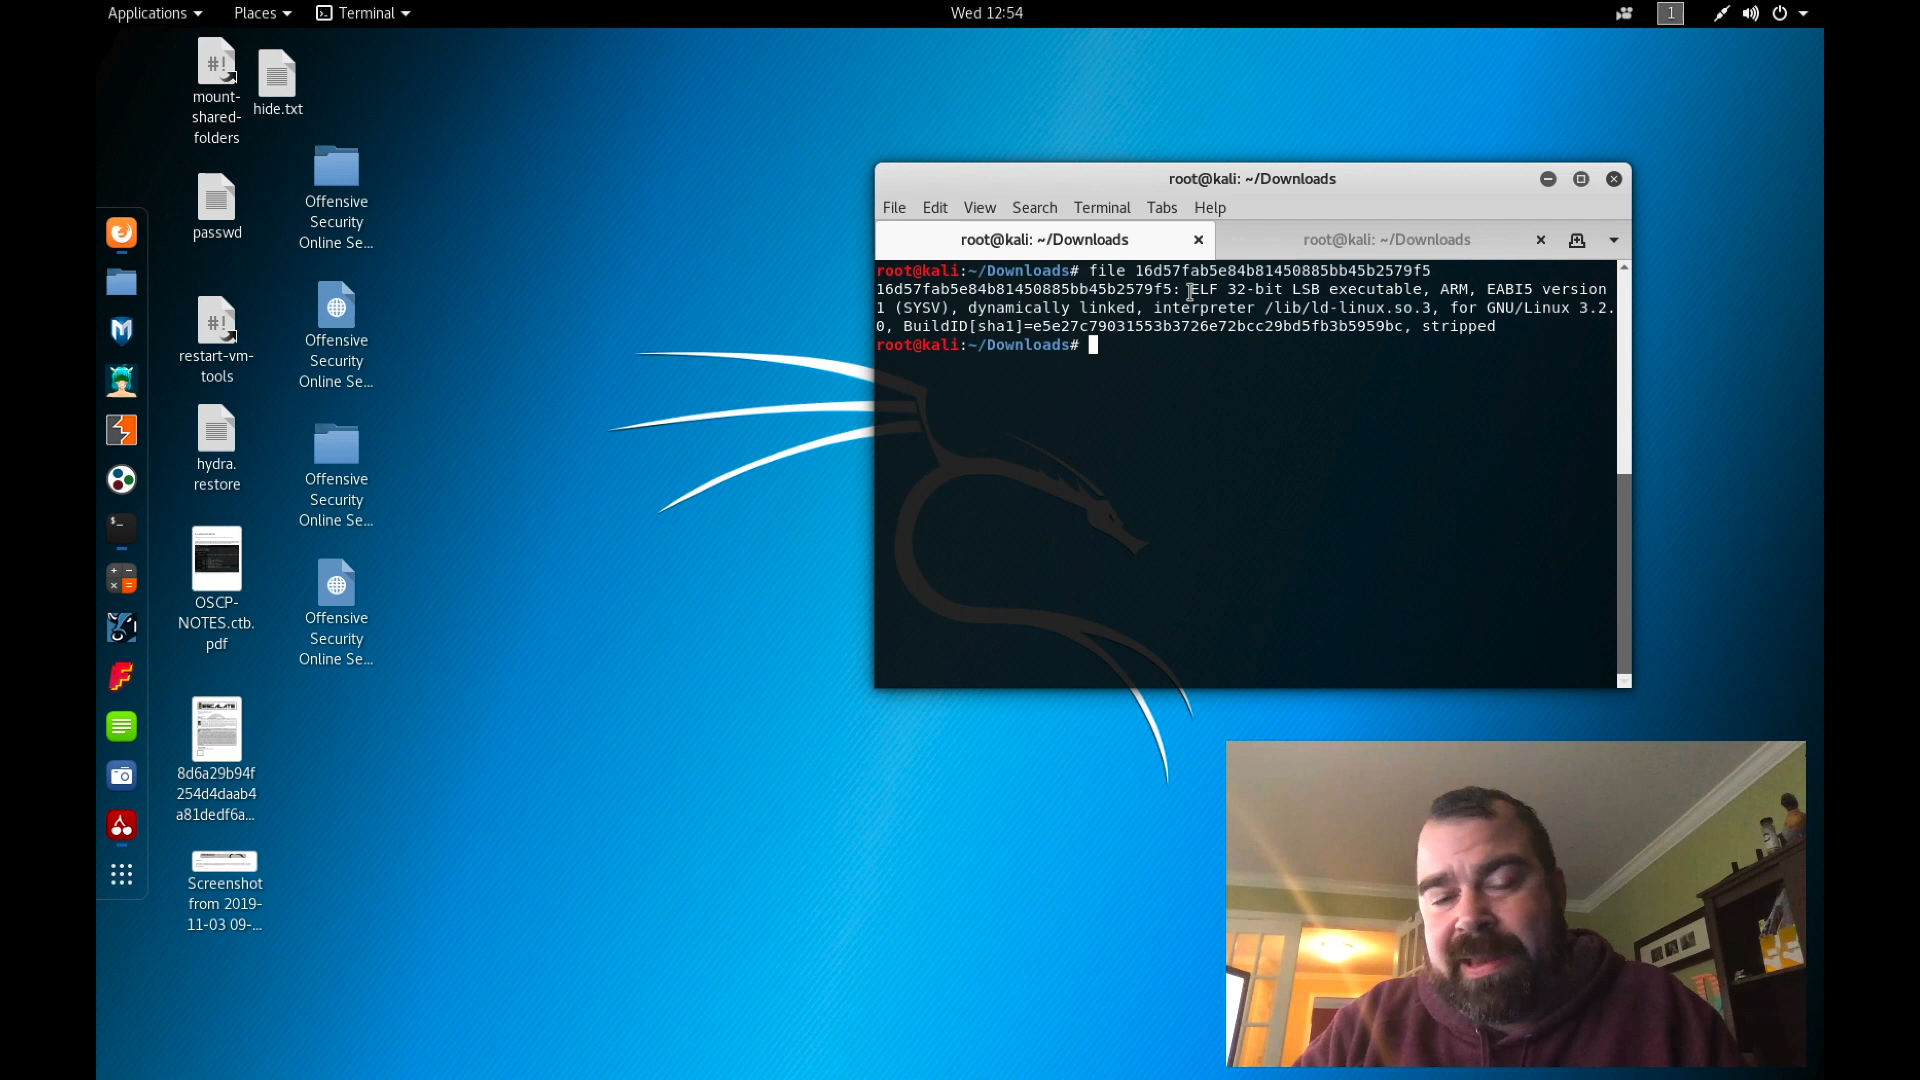 Applications Places Terminal Wed 12:54 1
mount-
shared-
folders
hide.txt
passwd
Offensive
Security
Online Se...
restart-vm-
tools
Offensive
Security
Online Se...
hydra.
restore
Offensive
Security
Online Se...
OSCP-
NOTES.ctb.
pdf
Offensive
Security
Online Se...
8d6a29b94f
254d4daab4
a81dedf6a...
Screenshot
from 2019-
11-03 09-...
root@kali: ~/Downloads
File Edit View Search Terminal Tabs Help
root@kali: ~/Downloads root@kali: ~/Downloads
root@kali:~/Downloads# file 16d57fab5e84b81450885bb45b2579f5
16d57fab5e84b81450885bb45b2579f5: ELF 32-bit LSB executable, ARM, EABI5 version
1 (SYSV), dynamically linked, interpreter /lib/ld-linux.so.3, for GNU/Linux 3.2.
0, BuildID[sha1]=e5e27c79031553b3726e72bcc29bd5fb3b5959bc, stripped
root@kali:~/Downloads#